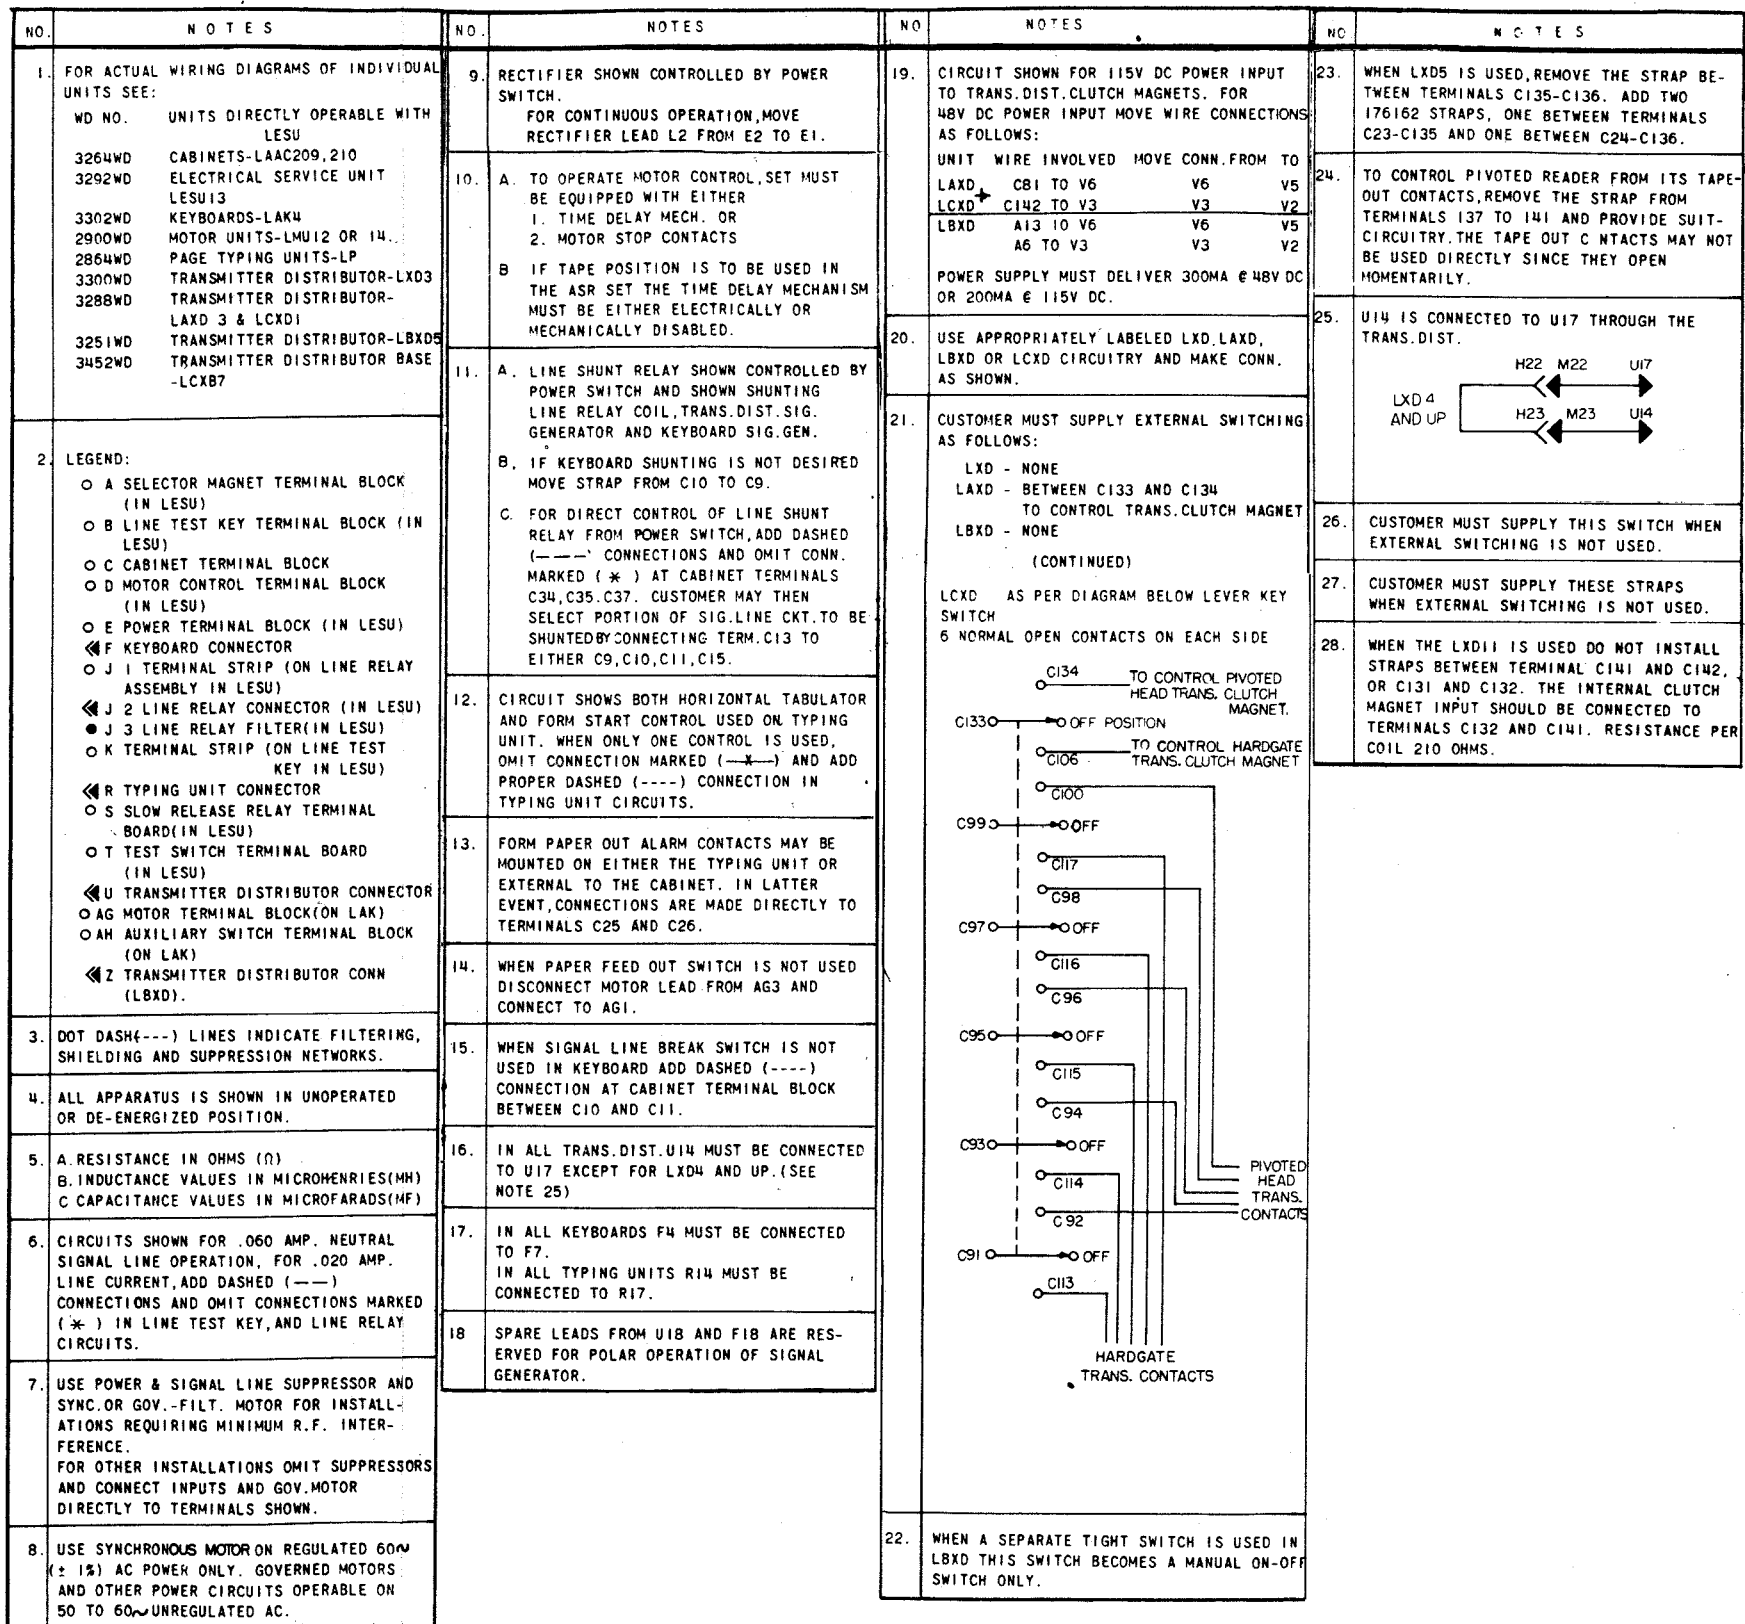 NO. NOTES
1. FOR ACTUAL WIRING DIAGRAMS OF INDIVIDUAL
UNITS SEE:
WD NO. UNITS DIRECTLY OPERABLE WITH
LESU
3264WD CABINETS-LAAC209,210
3292WD ELECTRICAL SERVICE UNIT
LESU13
3302WD KEYBOARDS-LAK4
2900WD MOTOR UNITS-LMU12 OR 14.
2864WD PAGE TYPING UNITS-LP
3300WD TRANSMITTER DISTRIBUTOR-LXD3
3288WD TRANSMITTER DISTRIBUTOR-
LAXD 3 & LCXD1
3251WD TRANSMITTER DISTRIBUTOR-LBXD5
3452WD TRANSMITTER DISTRIBUTOR BASE
-LCXB7
2. LEGEND:
A SELECTOR MAGNET TERMINAL BLOCK
(IN LESU)
B LINE TEST KEY TERMINAL BLOCK (IN
LESU)
C CABINET TERMINAL BLOCK
D MOTOR CONTROL TERMINAL BLOCK
(IN LESU)
E POWER TERMINAL BLOCK (IN LESU)
F KEYBOARD CONNECTOR
J 1 TERMINAL STRIP (ON LINE RELAY
ASSEMBLY IN LESU)
J 2 LINE RELAY CONNECTOR (IN LESU)
J 3 LINE RELAY FILTER(IN LESU)
K TERMINAL STRIP (ON LINE TEST
KEY IN LESU)
R TYPING UNIT CONNECTOR
S SLOW RELEASE RELAY TERMINAL
BOARD(IN LESU)
T TEST SWITCH TERMINAL BOARD
(IN LESU)
U TRANSMITTER DISTRIBUTOR CONNECTOR
AG MOTOR TERMINAL BLOCK(ON LAK)
AH AUXILIARY SWITCH TERMINAL BLOCK
(ON LAK)
Z TRANSMITTER DISTRIBUTOR CONN
(LBXD).
3. DOT DASH(---) LINES INDICATE FILTERING,
SHIELDING AND SUPPRESSION NETWORKS.
4. ALL APPARATUS IS SHOWN IN UNOPERATED
OR DE-ENERGIZED POSITION.
5. A.RESISTANCE IN OHMS (Ω)
B.INDUCTANCE VALUES IN MICROHENRIES(MH)
C CAPACITANCE VALUES IN MICROFARADS(MF)
6. CIRCUITS SHOWN FOR .060 AMP. NEUTRAL
SIGNAL LINE OPERATION, FOR .020 AMP.
LINE CURRENT,ADD DASHED (——)
CONNECTIONS AND OMIT CONNECTIONS MARKED
( * ) IN LINE TEST KEY,AND LINE RELAY
CIRCUITS.
7. USE POWER & SIGNAL LINE SUPPRESSOR AND
SYNC.OR GOV.-FILT. MOTOR FOR INSTALL-
ATIONS REQUIRING MINIMUM R.F. INTER-
FERENCE.
FOR OTHER INSTALLATIONS OMIT SUPPRESSORS
AND CONNECT INPUTS AND GOV.MOTOR
DIRECTLY TO TERMINALS SHOWN.
8. USE SYNCHRONOUS MOTOR ON REGULATED 60~
(± 1%) AC POWER ONLY. GOVERNED MOTORS
AND OTHER POWER CIRCUITS OPERABLE ON
50 TO 60~UNREGULATED AC.
NO. NOTES
9. RECTIFIER SHOWN CONTROLLED BY POWER
SWITCH.
FOR CONTINUOUS OPERATION,MOVE
RECTIFIER LEAD L2 FROM E2 TO E1.
10. A. TO OPERATE MOTOR CONTROL,SET MUST
BE EQUIPPED WITH EITHER
1. TIME DELAY MECH. OR
2. MOTOR STOP CONTACTS
B IF TAPE POSITION IS TO BE USED IN
THE ASR SET THE TIME DELAY MECHANISM
MUST BE EITHER ELECTRICALLY OR
MECHANICALLY DISABLED.
11. A. LINE SHUNT RELAY SHOWN CONTROLLED BY
POWER SWITCH AND SHOWN SHUNTING
LINE RELAY COIL,TRANS.DIST.SIG.
GENERATOR AND KEYBOARD SIG.GEN.
B. IF KEYBOARD SHUNTING IS NOT DESIRED
MOVE STRAP FROM C10 TO C9.
C. FOR DIRECT CONTROL OF LINE SHUNT
RELAY FROM POWER SWITCH,ADD DASHED
(———' CONNECTIONS AND OMIT CONN.
MARKED ( * ) AT CABINET TERMINALS
C34,C35.C37. CUSTOMER MAY THEN
SELECT PORTION OF SIG.LINE CKT.TO BE
SHUNTED BY CONNECTING TERM.C13 TO
EITHER C9,C10,C11,C15.
12. CIRCUIT SHOWS BOTH HORIZONTAL TABULATOR
AND FORM START CONTROL USED ON TYPING
UNIT. WHEN ONLY ONE CONTROL IS USED,
OMIT CONNECTION MARKED (—X—) AND ADD
PROPER DASHED (----) CONNECTION IN
TYPING UNIT CIRCUITS.
13. FORM PAPER OUT ALARM CONTACTS MAY BE
MOUNTED ON EITHER THE TYPING UNIT OR
EXTERNAL TO THE CABINET. IN LATTER
EVENT,CONNECTIONS ARE MADE DIRECTLY TO
TERMINALS C25 AND C26.
14. WHEN PAPER FEED OUT SWITCH IS NOT USED
DISCONNECT MOTOR LEAD FROM AG3 AND
CONNECT TO AG1.
15. WHEN SIGNAL LINE BREAK SWITCH IS NOT
USED IN KEYBOARD ADD DASHED (----)
CONNECTION AT CABINET TERMINAL BLOCK
BETWEEN C10 AND C11.
16. IN ALL TRANS.DIST.U14 MUST BE CONNECTED
TO U17 EXCEPT FOR LXD4 AND UP.(SEE
NOTE 25)
17. IN ALL KEYBOARDS F4 MUST BE CONNECTED
TO F7.
IN ALL TYPING UNITS R14 MUST BE
CONNECTED TO R17.
18 SPARE LEADS FROM U18 AND F18 ARE RES-
ERVED FOR POLAR OPERATION OF SIGNAL
GENERATOR.
NO NOTES
19. CIRCUIT SHOWN FOR 115V DC POWER INPUT
TO TRANS.DIST.CLUTCH MAGNETS. FOR
48V DC POWER INPUT MOVE WIRE CONNECTIONS
AS FOLLOWS:
UNIT WIRE INVOLVED MOVE CONN.FROM TO
LAXD C81 TO V6 V6 V5
LCXD C142 TO V3 V3 V2
LBXD A13 TO V6 V6 V5
A6 TO V3 V3 V2
POWER SUPPLY MUST DELIVER 300MA @ 48V DC
OR 200MA @ 115V DC.
20. USE APPROPRIATELY LABELED LXD,LAXD,
LBXD OR LCXD CIRCUITRY AND MAKE CONN.
AS SHOWN.
21. CUSTOMER MUST SUPPLY EXTERNAL SWITCHING
AS FOLLOWS:
LXD - NONE
LAXD - BETWEEN C133 AND C134
TO CONTROL TRANS.CLUTCH MAGNET
LBXD - NONE
(CONTINUED)
LCXD AS PER DIAGRAM BELOW LEVER KEY
SWITCH
6 NORMAL OPEN CONTACTS ON EACH SIDE
C134 TO CONTROL PIVOTED
HEAD TRANS. CLUTCH
MAGNET.
C133 OFF POSITION
C106 TO CONTROL HARDGATE
TRANS. CLUTCH MAGNET
C100
C99 OFF
C117
C98
C97 OFF
C116
C96
C95 OFF
C115
C94
C93 OFF
C114
C92
C91 OFF
C113
PIVOTED
HEAD
TRANS.
CONTACTS
HARDGATE
TRANS. CONTACTS
22. WHEN A SEPARATE TIGHT SWITCH IS USED IN
LBXD THIS SWITCH BECOMES A MANUAL ON-OFF
SWITCH ONLY.
NO NOTES
23. WHEN LXD5 IS USED,REMOVE THE STRAP BE-
TWEEN TERMINALS C135-C136. ADD TWO
176162 STRAPS, ONE BETWEEN TERMINALS
C23-C135 AND ONE BETWEEN C24-C136.
24. TO CONTROL PIVOTED READER FROM ITS TAPE-
OUT CONTACTS,REMOVE THE STRAP FROM
TERMINALS 137 TO 141 AND PROVIDE SUIT-
CIRCUITRY.THE TAPE OUT C NTACTS MAY NOT
BE USED DIRECTLY SINCE THEY OPEN
MOMENTARILY.
25. U14 IS CONNECTED TO U17 THROUGH THE
TRANS.DIST.
H22 M22 U17
LXD 4
AND UP
H23 M23 U14
26. CUSTOMER MUST SUPPLY THIS SWITCH WHEN
EXTERNAL SWITCHING IS NOT USED.
27. CUSTOMER MUST SUPPLY THESE STRAPS
WHEN EXTERNAL SWITCHING IS NOT USED.
28. WHEN THE LXD11 IS USED DO NOT INSTALL
STRAPS BETWEEN TERMINAL C141 AND C142,
OR C131 AND C132. THE INTERNAL CLUTCH
MAGNET INPUT SHOULD BE CONNECTED TO
TERMINALS C132 AND C141. RESISTANCE PER
COIL 210 OHMS.